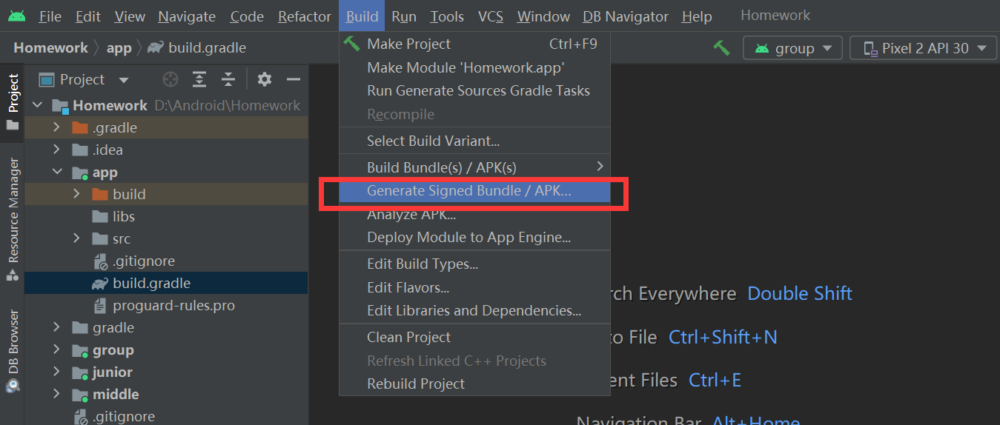 File Edit View Navigate Code Refactor Build Run Tools VCS Window DB Navigator Help Homework
Homework app build.gradle
group Pixel 2 API 30
Project
Resource Manager
DB Browser
Project
Homework D:\Android\Homework
.gradle
.idea
app
build
libs
src
.gitignore
build.gradle
proguard-rules.pro
gradle
group
junior
middle
.gitignore
Make Project Ctrl+F9
Make Module 'Homework.app'
Run Generate Sources Gradle Tasks
Recompile
Select Build Variant...
Build Bundle(s) / APK(s)
Generate Signed Bundle / APK...
Analyze APK...
Deploy Module to App Engine...
Edit Build Types...
Edit Flavors...
Edit Libraries and Dependencies...
Clean Project
Refresh Linked C++ Projects
Rebuild Project
rch Everywhere Double Shift
to File Ctrl+Shift+N
ent Files Ctrl+E
Navigation Bar Alt+Home